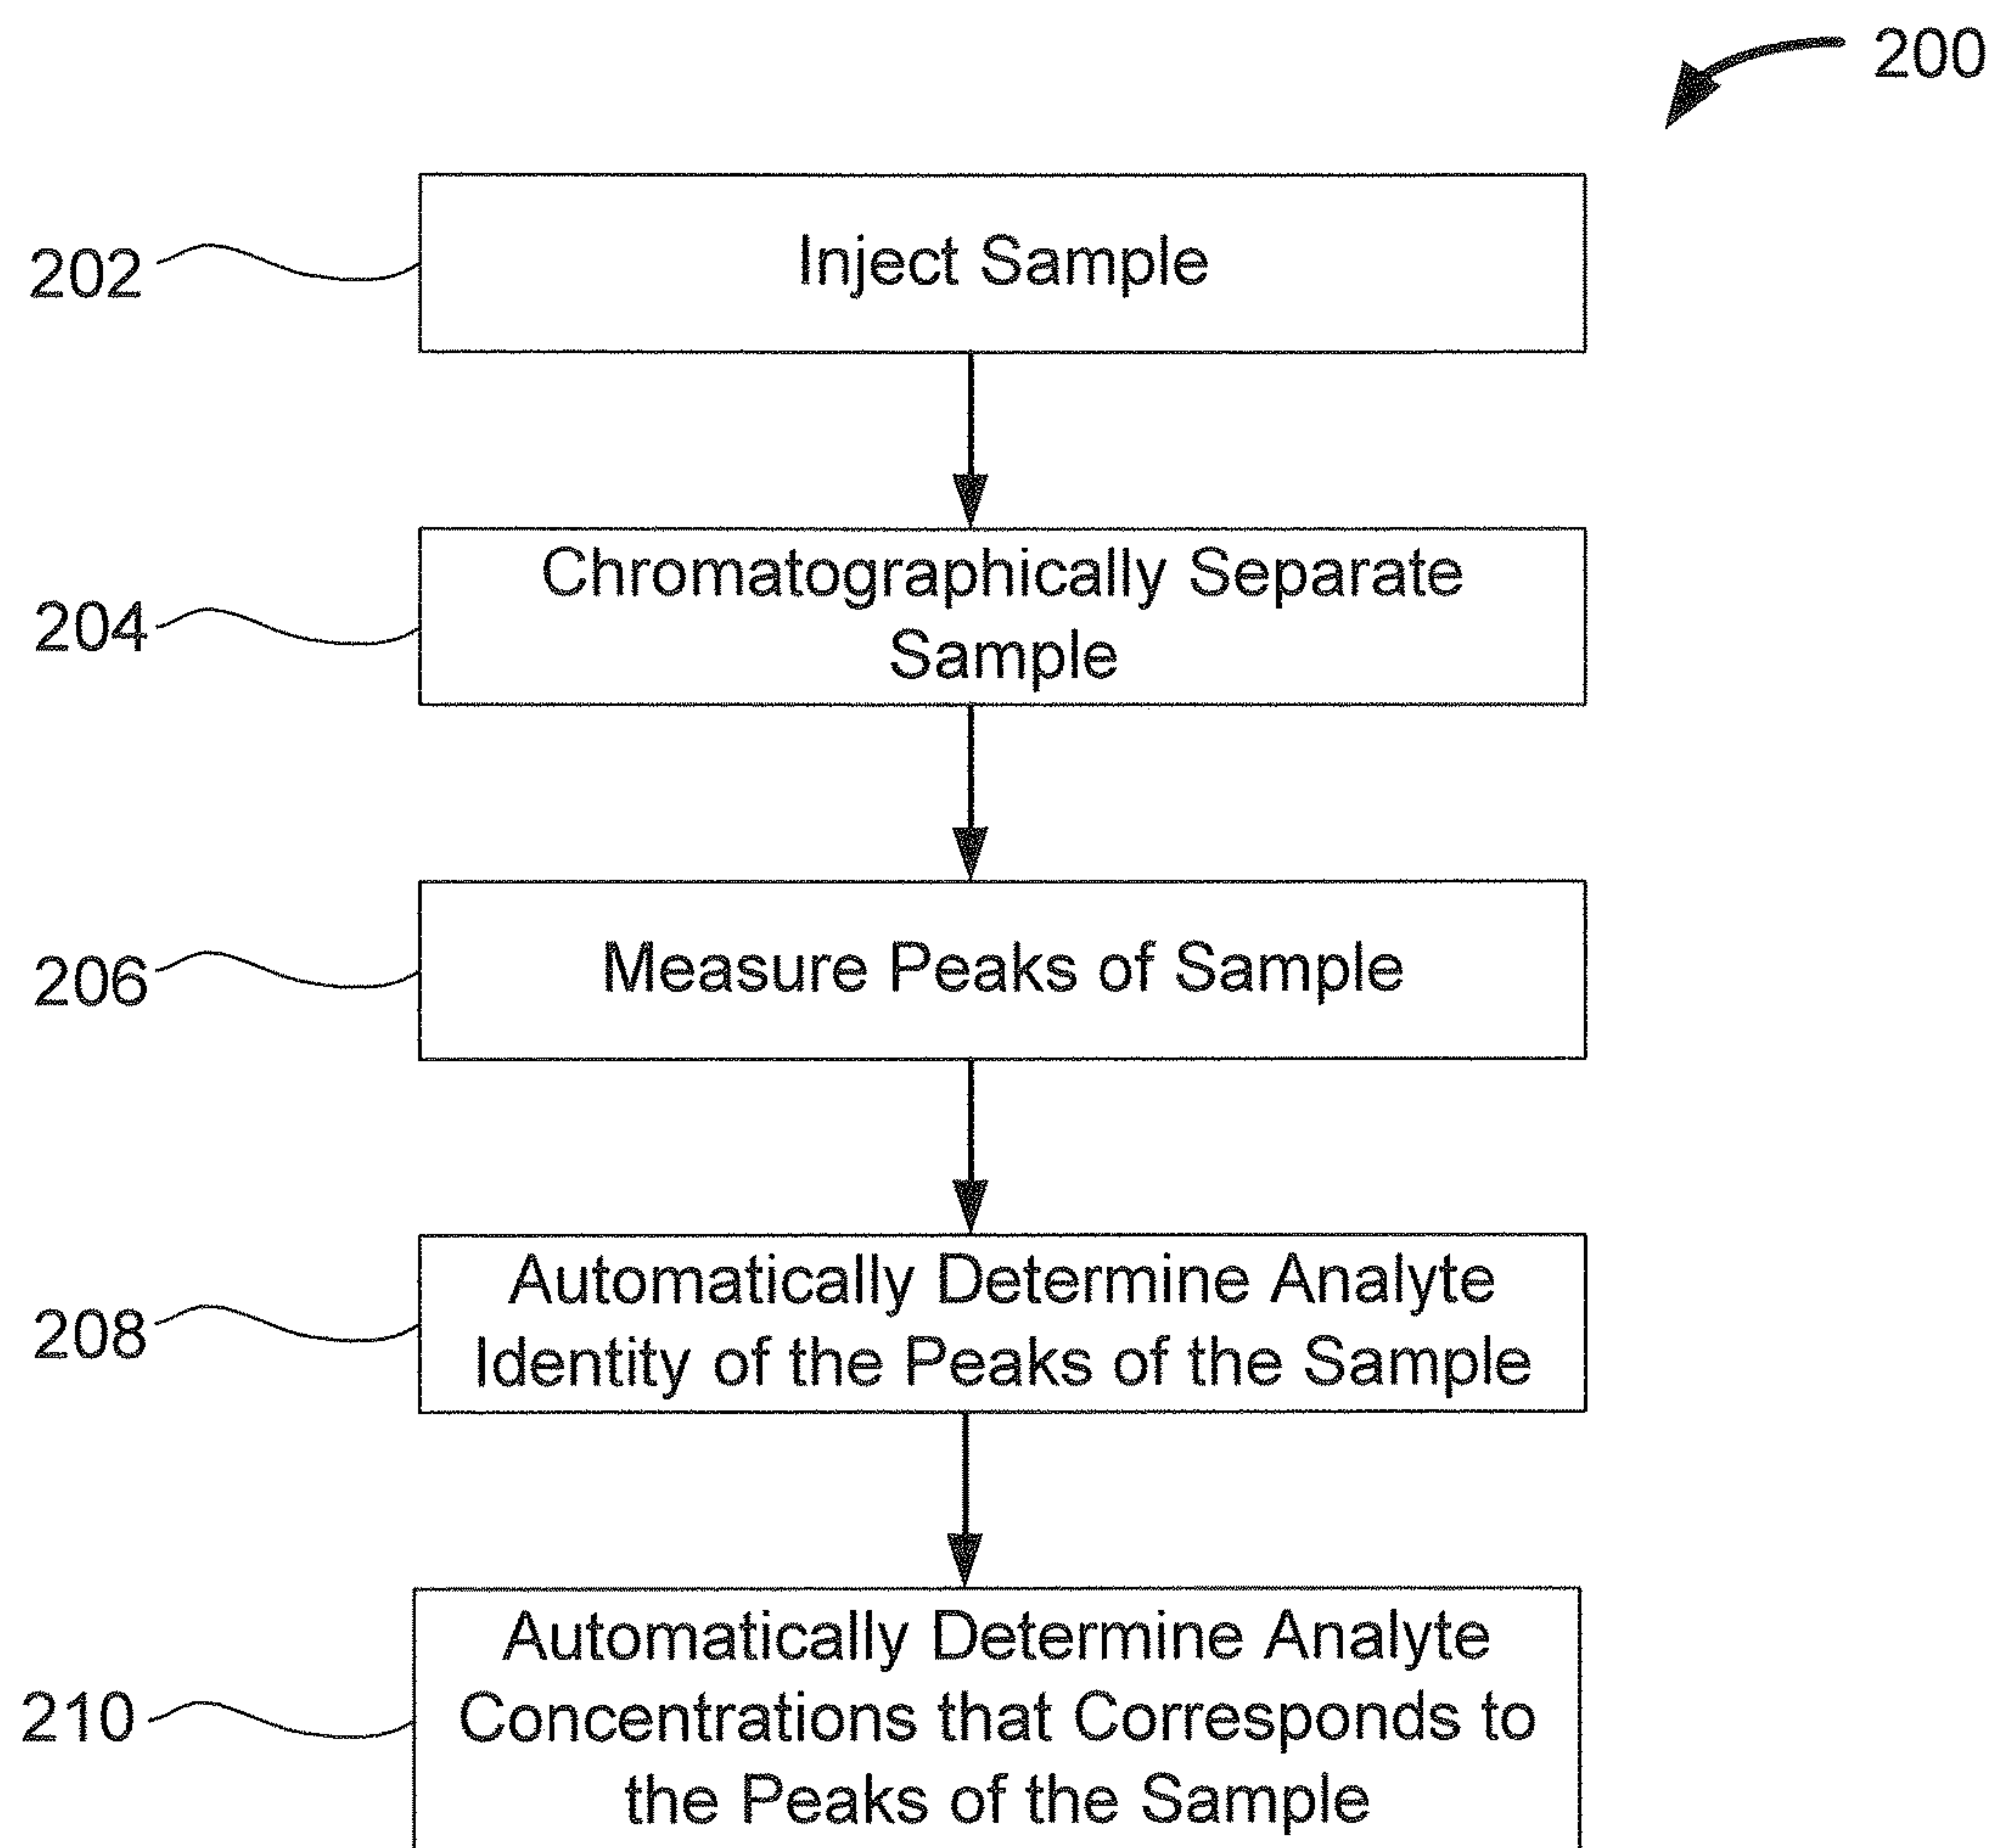 200
202
Inject Sample
204
Chromatographically Separate
Sample
206
Measure Peaks of Sample
208
Automatically Determine Analyte
Identity of the Peaks of the Sample
210
Automatically Determine Analyte
Concentrations that Corresponds to
the Peaks of the Sample